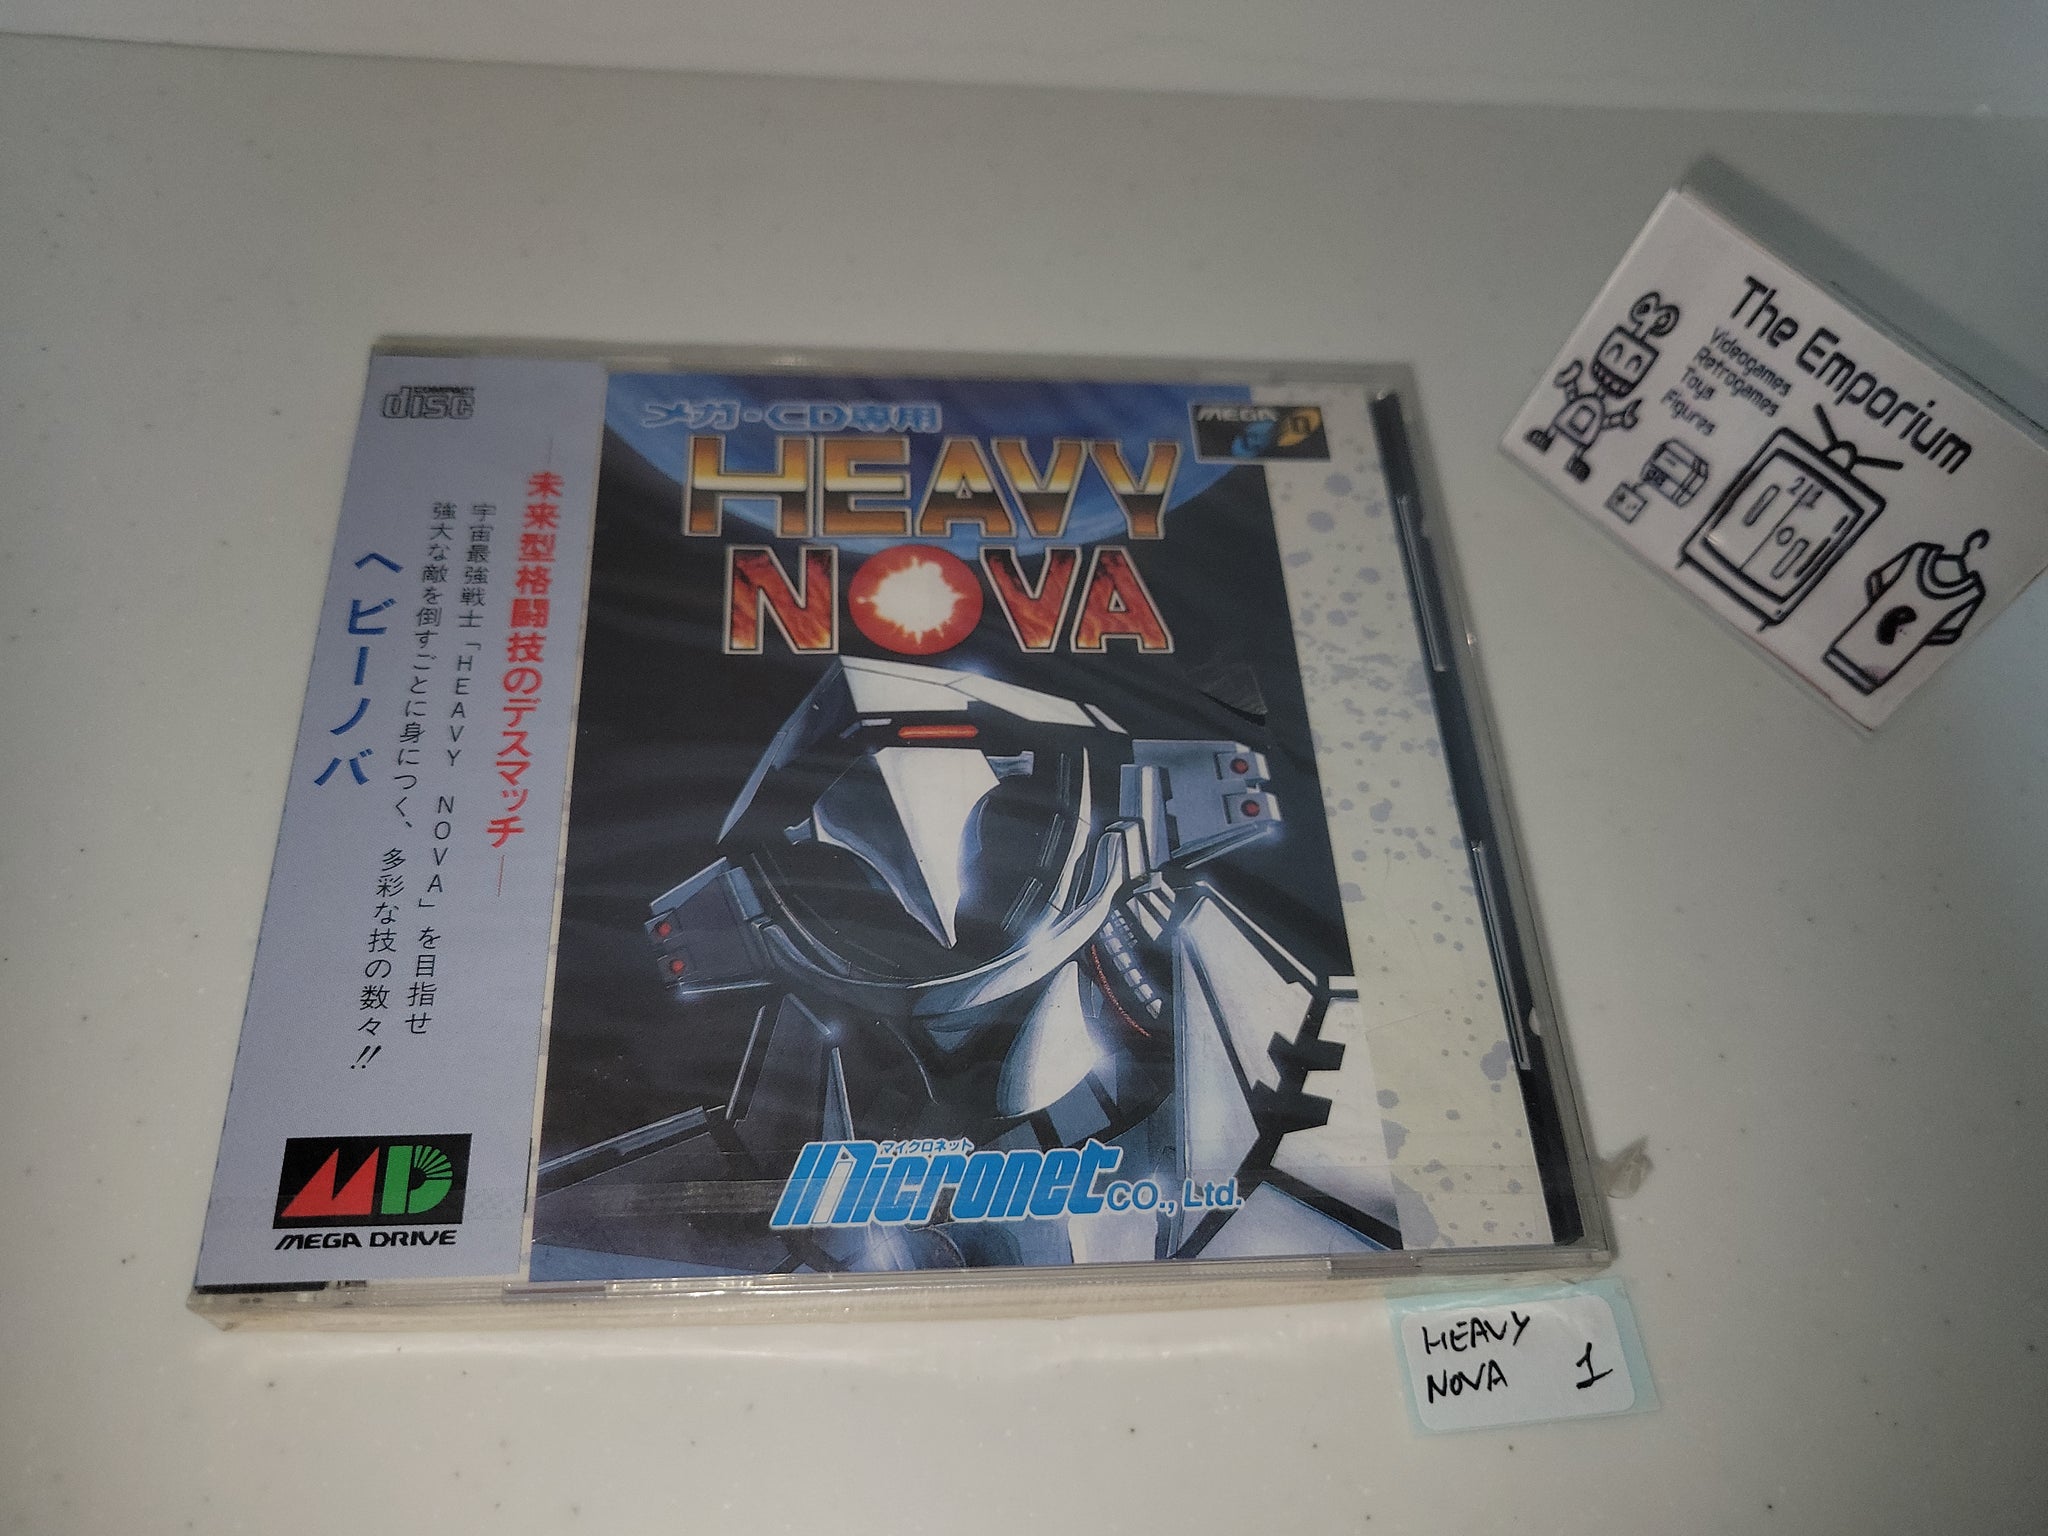 disc
未来型格闘技のデスマッチ
宇宙最強戦士「HEAVY NOVA」を目指せ
強大な敵を倒すごとに身につく、多彩な技の数々!!
ヘビーノバ
MD
MEGA DRIVE
メガ-CD専用
MEGA CD
HEAVY
NOVA
マイクロネット
Micronet CO., Ltd.
The Emporium
videogames
Retrogames
Toys
Figures
HEAVY
NOVA 1